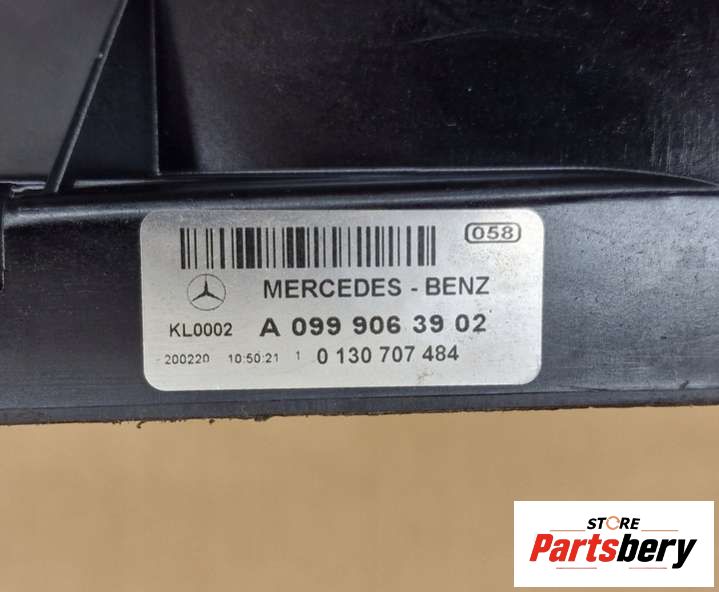 058
MERCEDES - BENZ
KL0002 A 099 906 39 02
200220 10:50:21 1 0 130 707 484
STORE
Partsbery